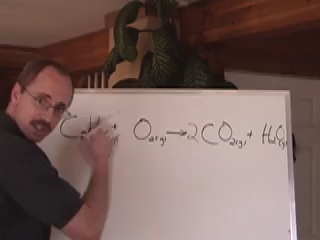 C + O₂(g) → 2CO₂(g) + H₂O(g)